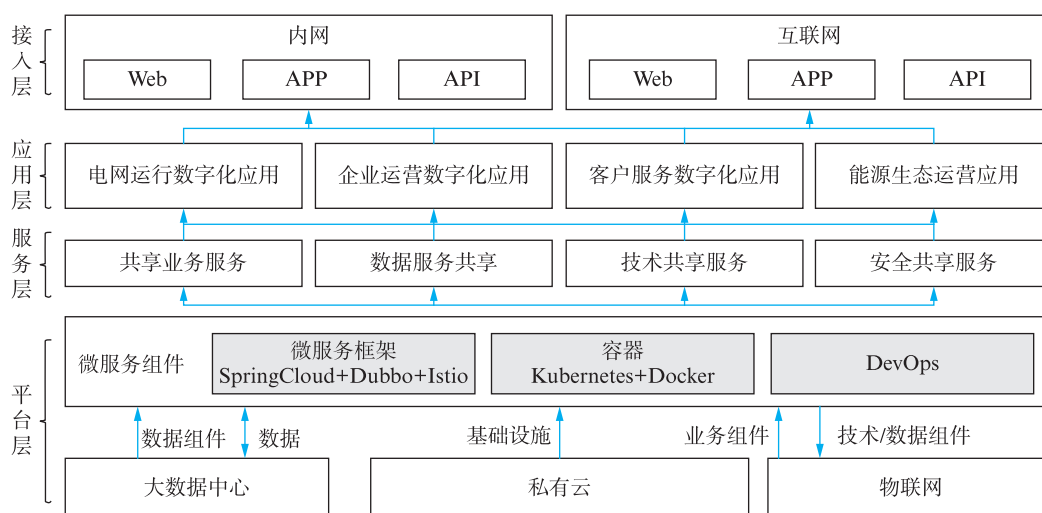 接入层
内网
互联网
Web
APP
API
Web
APP
API
应用层
电网运行数字化应用
企业运营数字化应用
客户服务数字化应用
能源生态运营应用
服务层
共享业务服务
数据服务共享
技术共享服务
安全共享服务
平台层
微服务组件
微服务框架
SpringCloud+Dubbo+Istio
容器
Kubernetes+Docker
DevOps
数据组件
数据
基础设施
业务组件
技术/数据组件
大数据中心
私有云
物联网